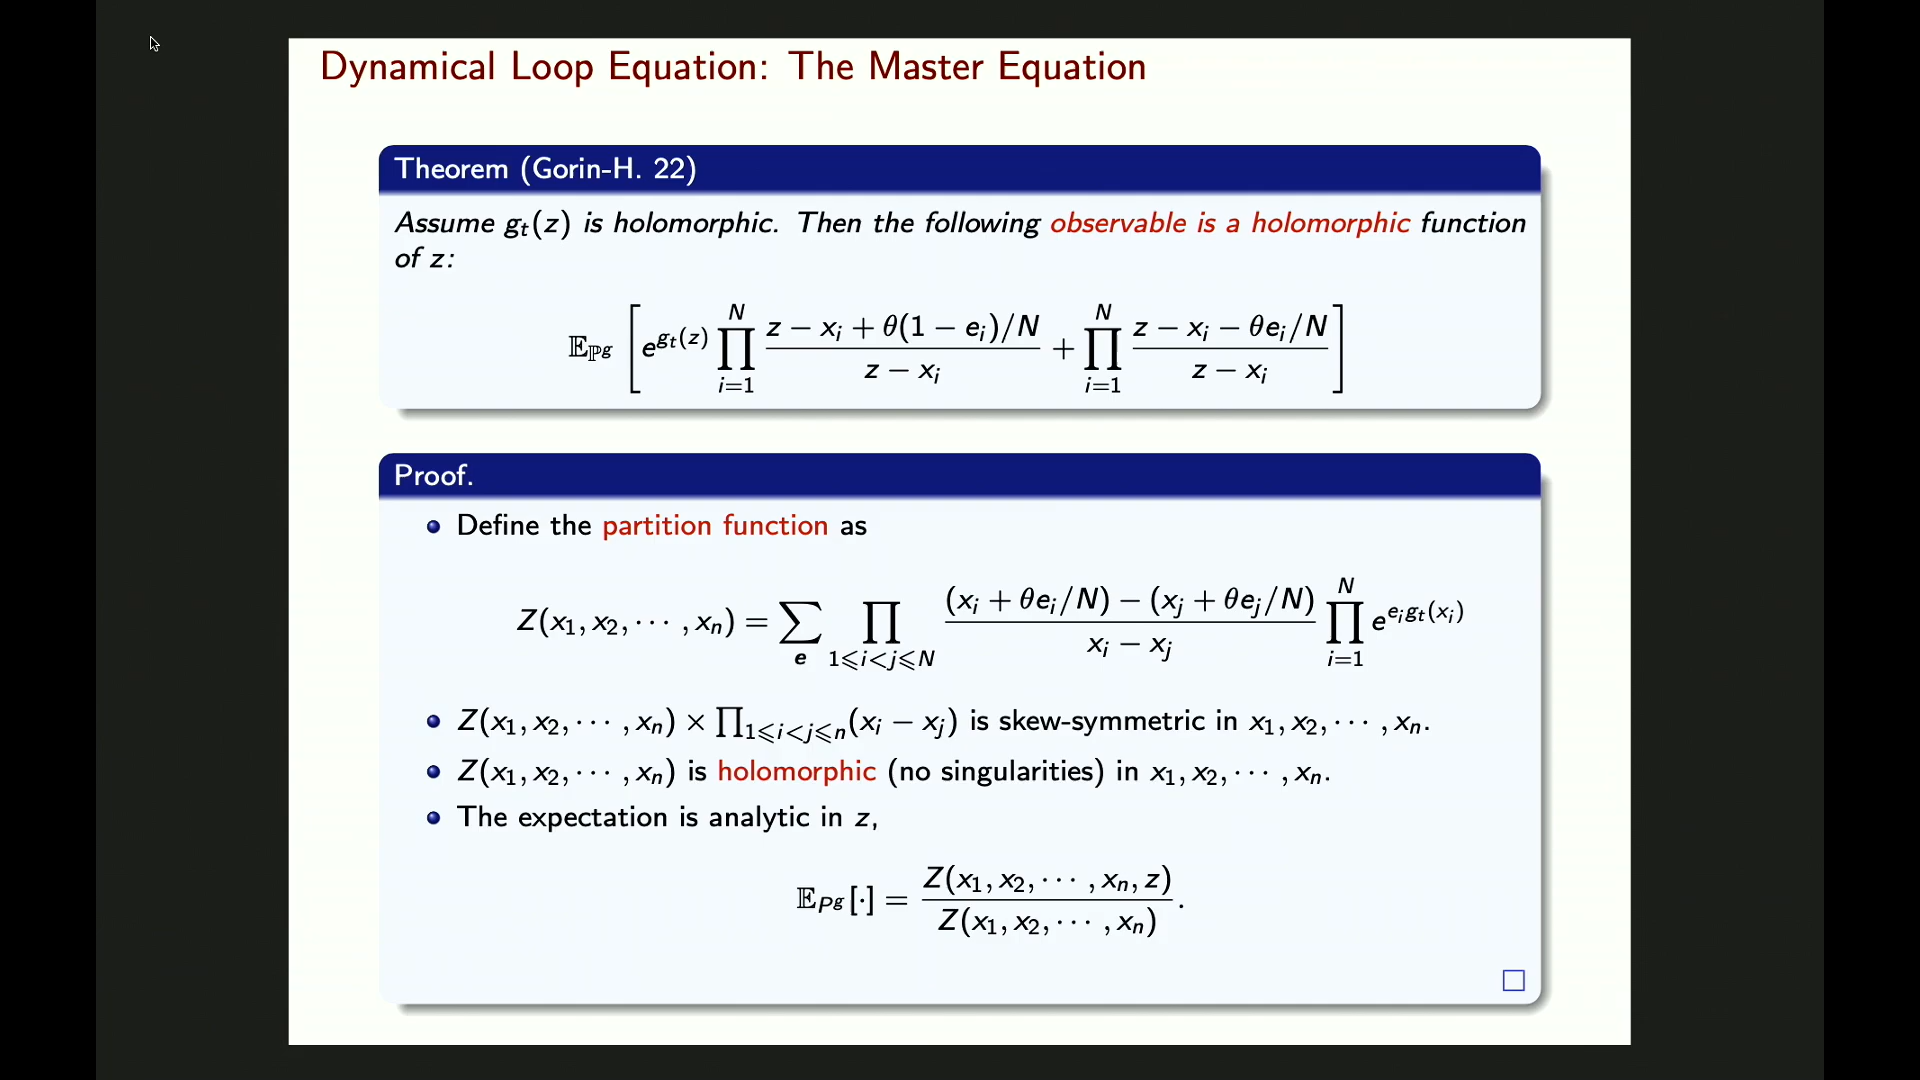 Dynamical Loop Equation: The Master Equation
Theorem (Gorin-H. 22)
Assume g_t(z) is holomorphic. Then the following observable is a holomorphic function
of z:
𝔼_{ℙ^g} [ e^{g_t(z)} ∏_{i=1}^{N} \frac{z − x_i + θ(1 − e_i)/N}{z − x_i} + ∏_{i=1}^{N} \frac{z − x_i − θe_i/N}{z − x_i} ]
Proof.
• Define the partition function as
Z(x_1, x_2, ⋯ , x_n) = ∑_{e} ∏_{1⩽i<j⩽N} \frac{(x_i + θe_i/N) − (x_j + θe_j/N)}{x_i − x_j} ∏_{i=1}^{N} e^{e_i g_t(x_i)}
• Z(x_1, x_2, ⋯ , x_n) × ∏_{1⩽i<j⩽n}(x_i − x_j) is skew-symmetric in x_1, x_2, ⋯ , x_n.
• Z(x_1, x_2, ⋯ , x_n) is holomorphic (no singularities) in x_1, x_2, ⋯ , x_n.
• The expectation is analytic in z,
𝔼_{P^g}[·] = \frac{Z(x_1, x_2, ⋯ , x_n, z)}{Z(x_1, x_2, ⋯ , x_n)}.
□